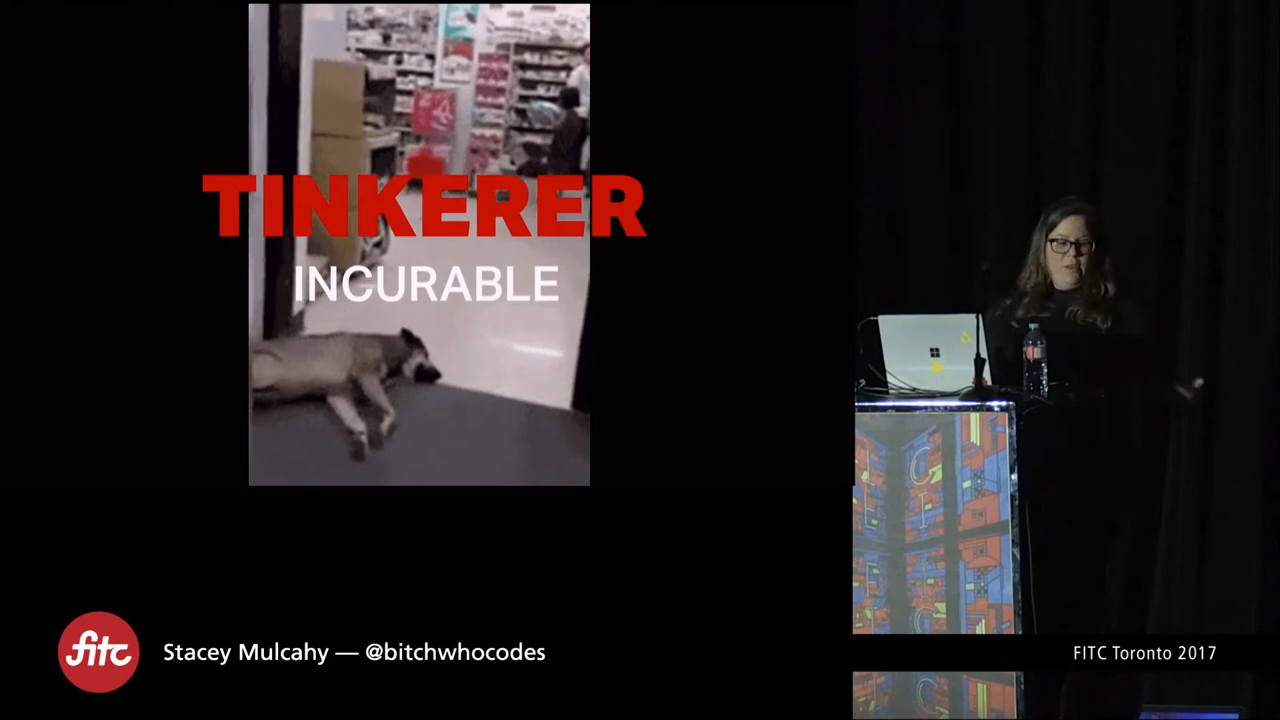 TINKERER
INCURABLE
fitc
Stacey Mulcahy — @bitchwhocodes
FITC Toronto 2017